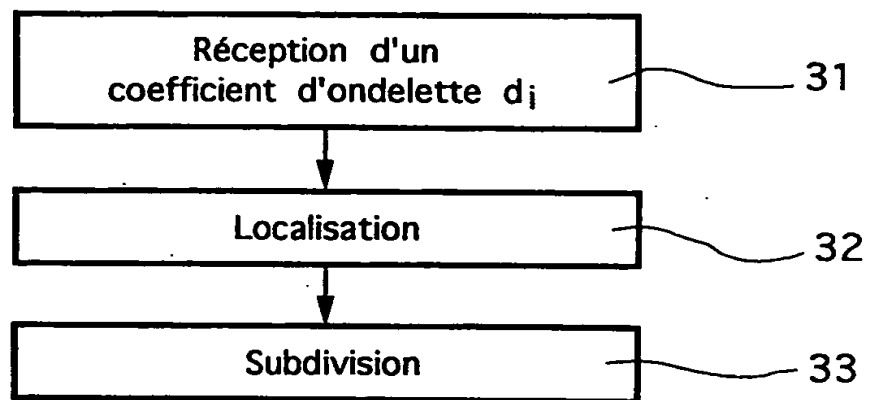 Réception d'un
coefficient d'ondelette di
31
Localisation
32
Subdivision
33